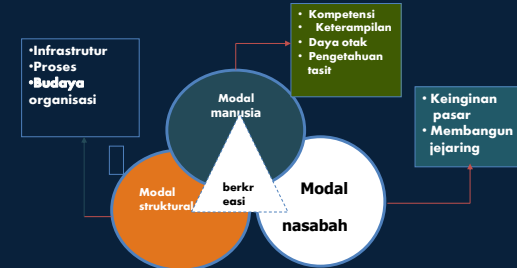 • Kompetensi
• Keterampilan
• Daya otak
• Pengetahuan
tasit
•Infrastrutur
•Proses
•Budaya
organisasi
Modal
manusia
• Keinginan
pasar
• Membangun
jejaring
Modal
struktural
berkr
easi
Modal
nasabah